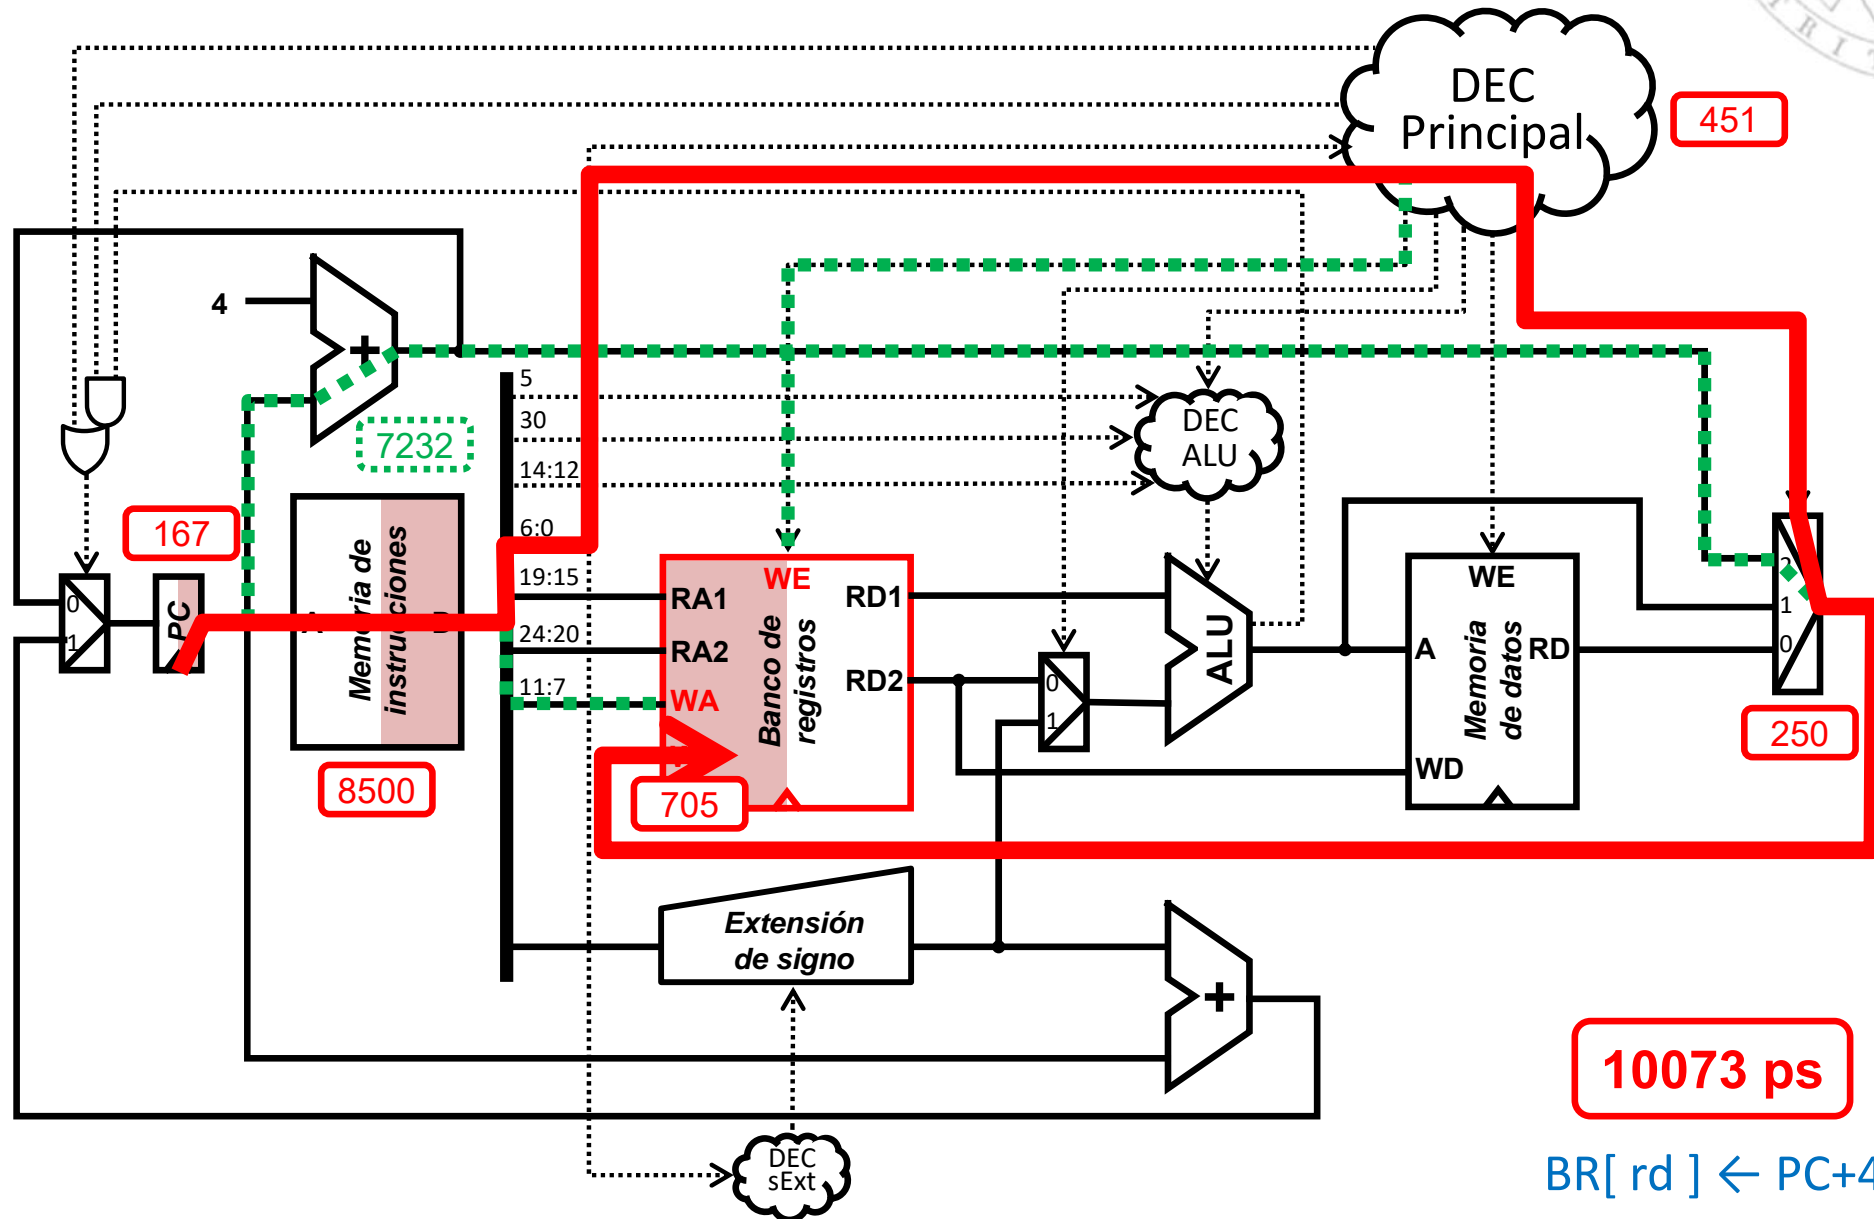 DEC
Principal
451
4
+
7232
5
30
14:12
6:0
19:15
24:20
11:7
DEC
ALU
167
0
1
PC
Memoria de
instrucciones
8500
WE
RA1
RA2
WA
RD1
RD2
Banco de
registros
705
0
1
ALU
WE
A
RD
WD
Memoria
de datos
2
1
0
250
Extensión
de signo
+
DEC
sExt
10073 ps
BR[ rd ] ← PC+4